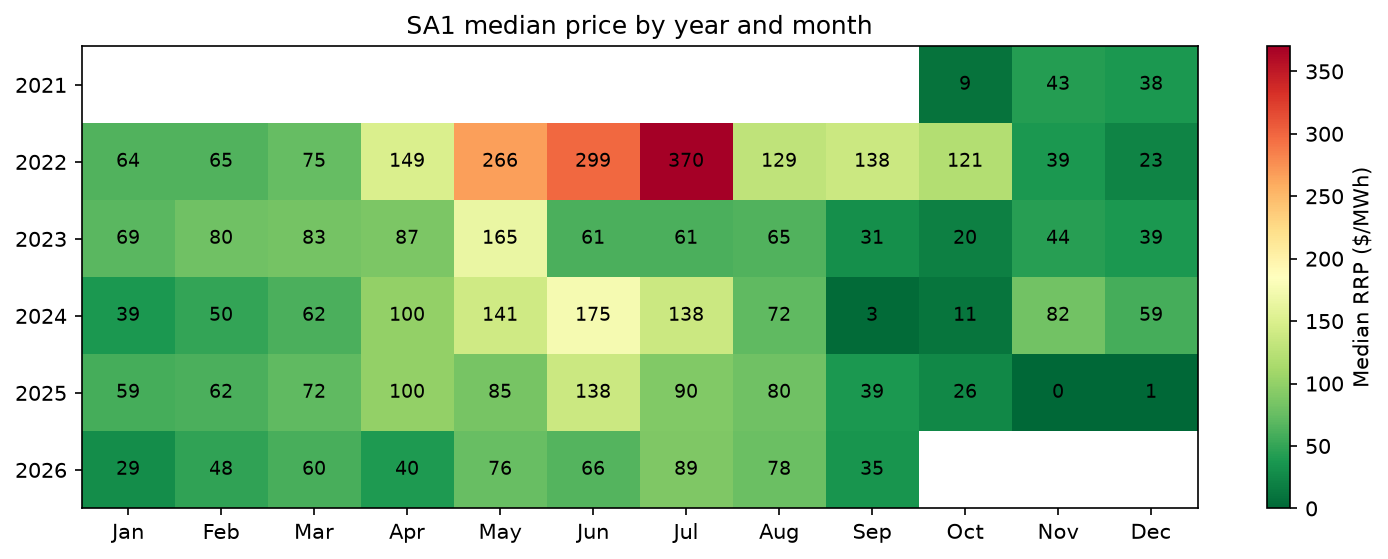 SA1 median price by year and month
2021 9 43 38
2022 64 65 75 149 266 299 370 129 138 121 39 23
2023 69 80 83 87 165 61 61 65 31 20 44 39
2024 39 50 62 100 141 175 138 72 3 11 82 59
2025 59 62 72 100 85 138 90 80 39 26 0 1
2026 29 48 60 40 76 66 89 78 35
Jan Feb Mar Apr May Jun Jul Aug Sep Oct Nov Dec
350
300
250
200
150
100
50
0
Median RRP ($/MWh)